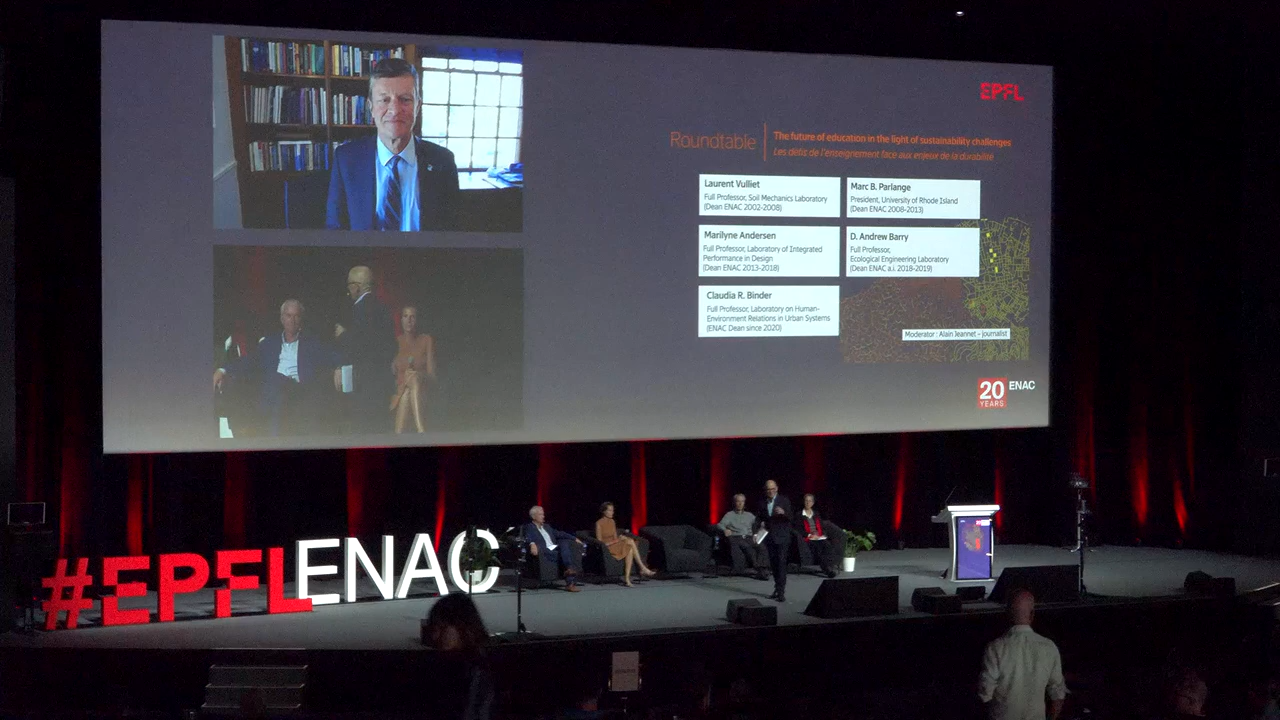 EPFL
Roundtable
The future of education in the light of sustainability challenges
Les défis de l'enseignement face aux enjeux de la durabilité
Laurent Vulliet
Full Professor, Soil Mechanics Laboratory
(Dean ENAC 2002-2008)
Marc B. Parlange
President, University of Rhode Island
(Dean ENAC 2008-2013)
Marilyne Andersen
Full Professor, Laboratory of Integrated
Performance in Design
(Dean ENAC 2013-2018)
D. Andrew Barry
Full Professor,
Ecological Engineering Laboratory
(Dean ENAC a.i. 2018-2019)
Claudia R. Binder
Full Professor, Laboratory on Human-
Environment Relations in Urban Systems
(ENAC Dean since 2020)
Moderator : Alain Jeannet – journalist
20 ENAC
YEARS
#EPFLENAC